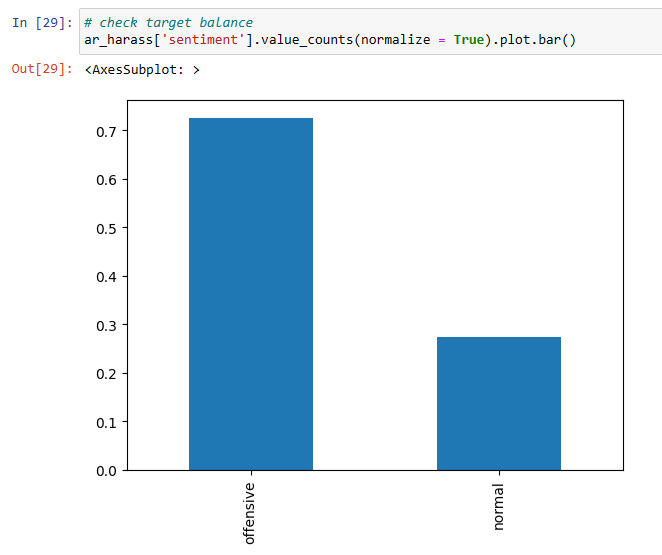 In [29]: # check target balance
ar_harass['sentiment'].value_counts(normalize = True).plot.bar()
Out[29]: <AxesSubplot: >
0.7
0.6
0.5
0.4
0.3
0.2
0.1
0.0
offensive
normal